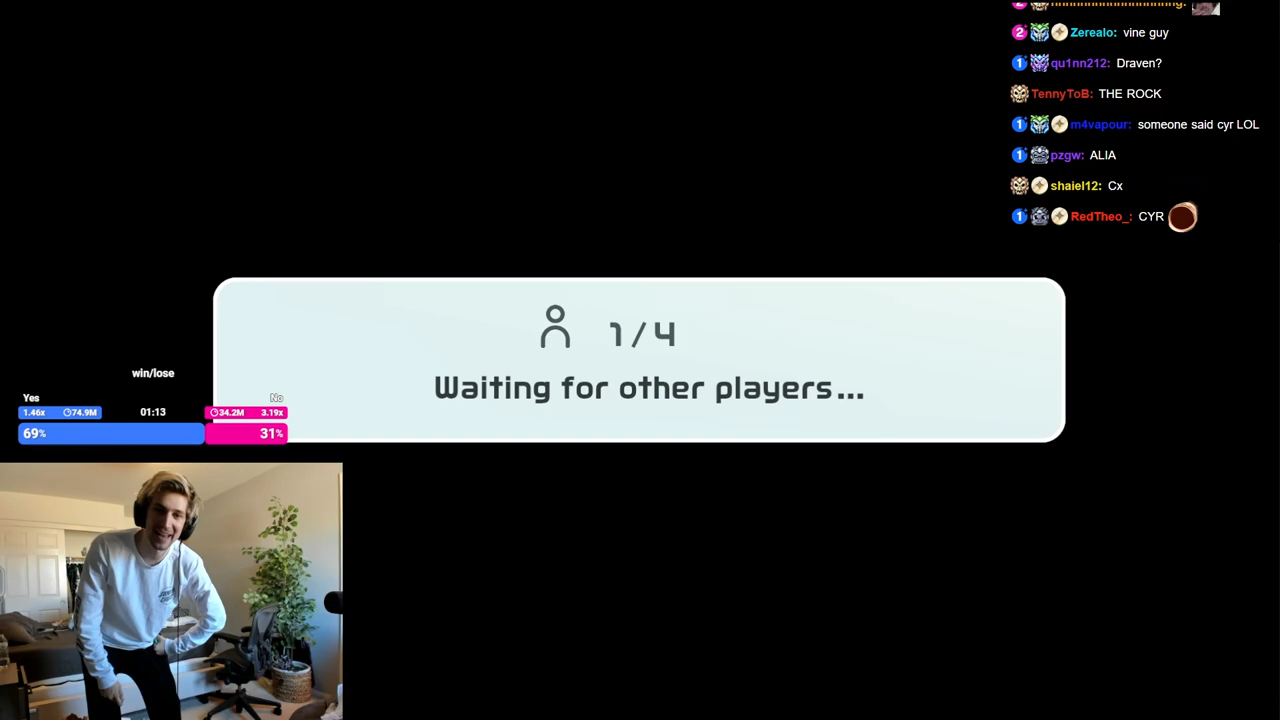 Zerealo: vine guy
qu1nn212: Draven?
TennyToB: THE ROCK
m4vapour: someone said cyr LOL
pzgw: ALIA
shaiel12: Cx
RedTheo_: CYR
1/4
Waiting for other players...
win/lose
Yes No
1.46x 74.9M 01:13 34.2M 3.19x
69% 31%